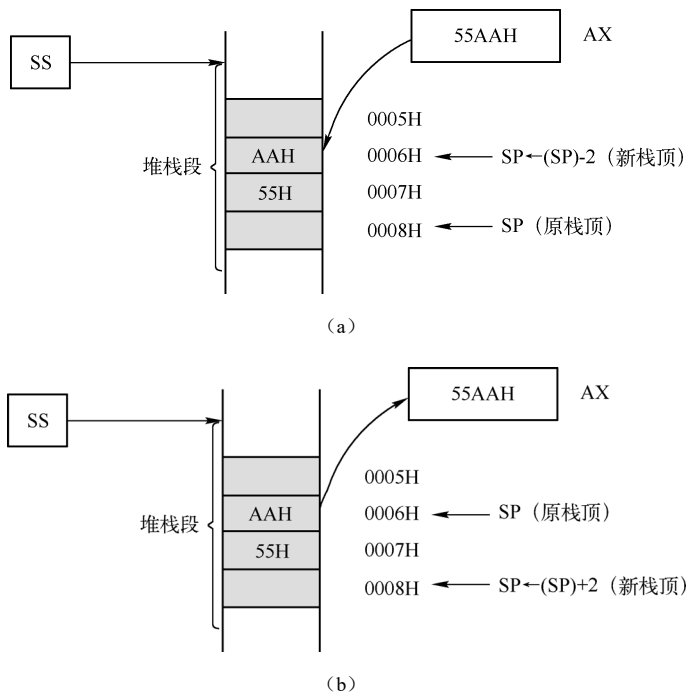 SS
55AAH AX
0005H
AAH 0006H SP←(SP)-2（新栈顶）
堆栈段
55H 0007H
0008H SP（原栈顶）
（a）
55AAH AX
SS
0005H
AAH 0006H SP（原栈顶）
堆栈段
55H 0007H
0008H SP←(SP)+2（新栈顶）
（b）